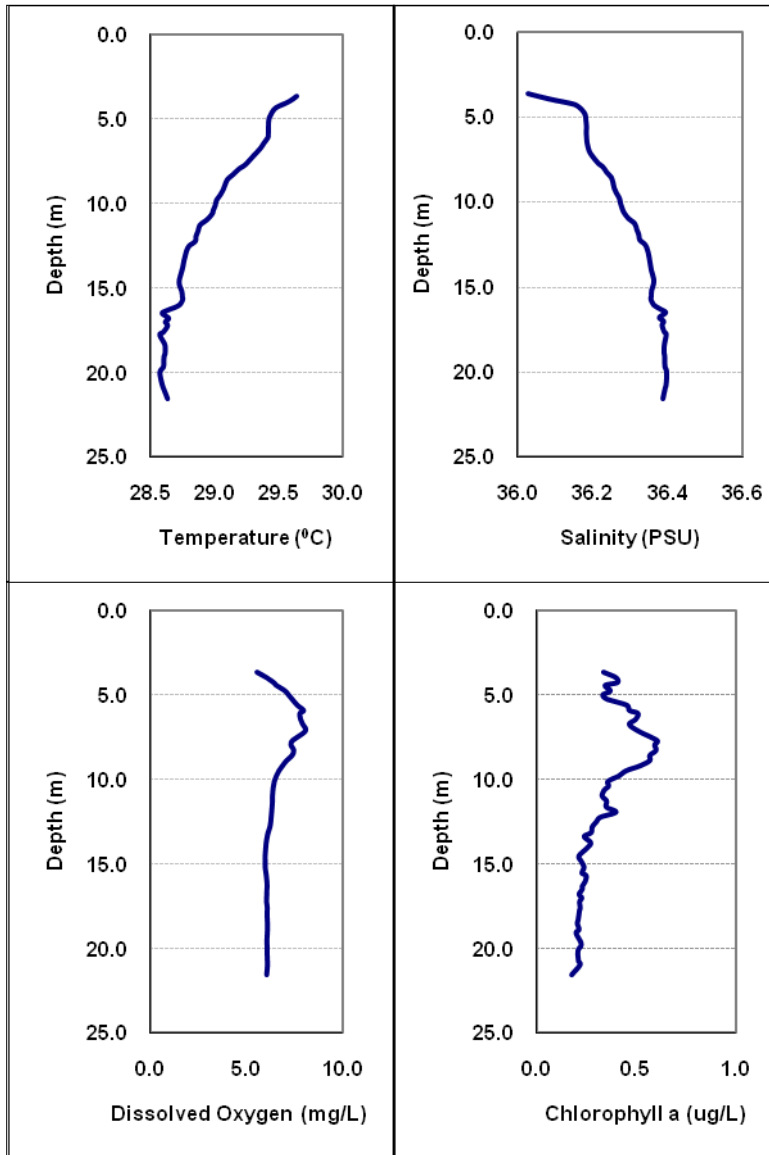 0.0
5.0
10.0
15.0
20.0
25.0
Depth (m)
28.5 29.0 29.5 30.0
Temperature (⁰C)
0.0
5.0
10.0
15.0
20.0
25.0
Depth (m)
36.0 36.2 36.4 36.6
Salinity (PSU)
0.0
5.0
10.0
15.0
20.0
25.0
Depth (m)
0.0 5.0 10.0
Dissolved Oxygen (mg/L)
0.0
5.0
10.0
15.0
20.0
25.0
Depth (m)
0.0 0.5 1.0
Chlorophyll a (ug/L)